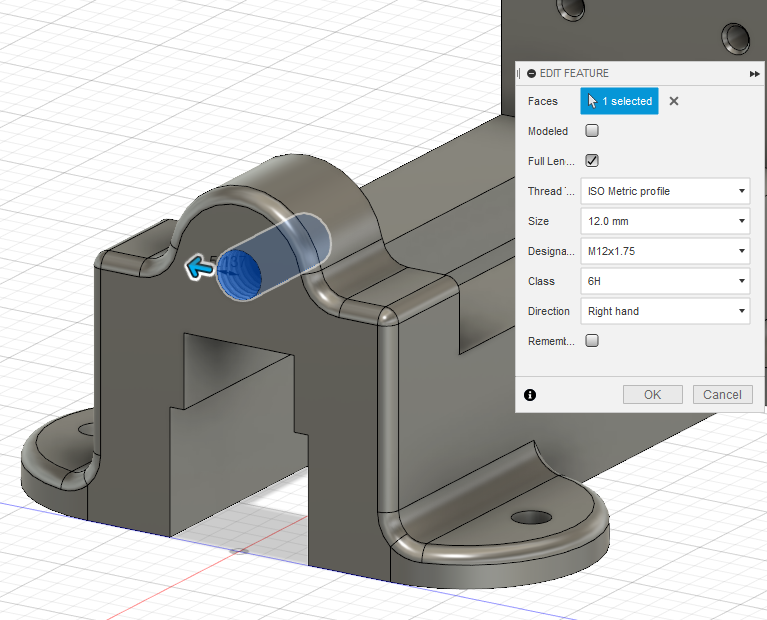 EDIT FEATURE
Faces 1 selected
Modeled
Full Len...
Thread '... ISO Metric profile
Size 12.0 mm
Designa... M12x1.75
Class 6H
Direction Right hand
Rememt...
OK Cancel